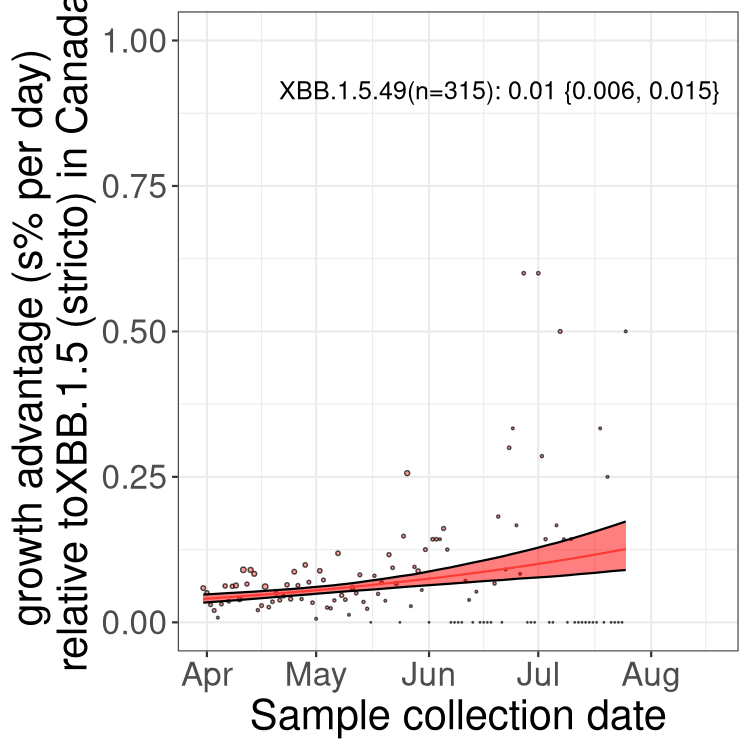 growth advantage (s% per day)
relative toXBB.1.5 (stricto) in Canada
1.00
0.75
0.50
0.25
0.00
XBB.1.5.49(n=315): 0.01 {0.006, 0.015}
Apr May Jun Jul Aug
Sample collection date